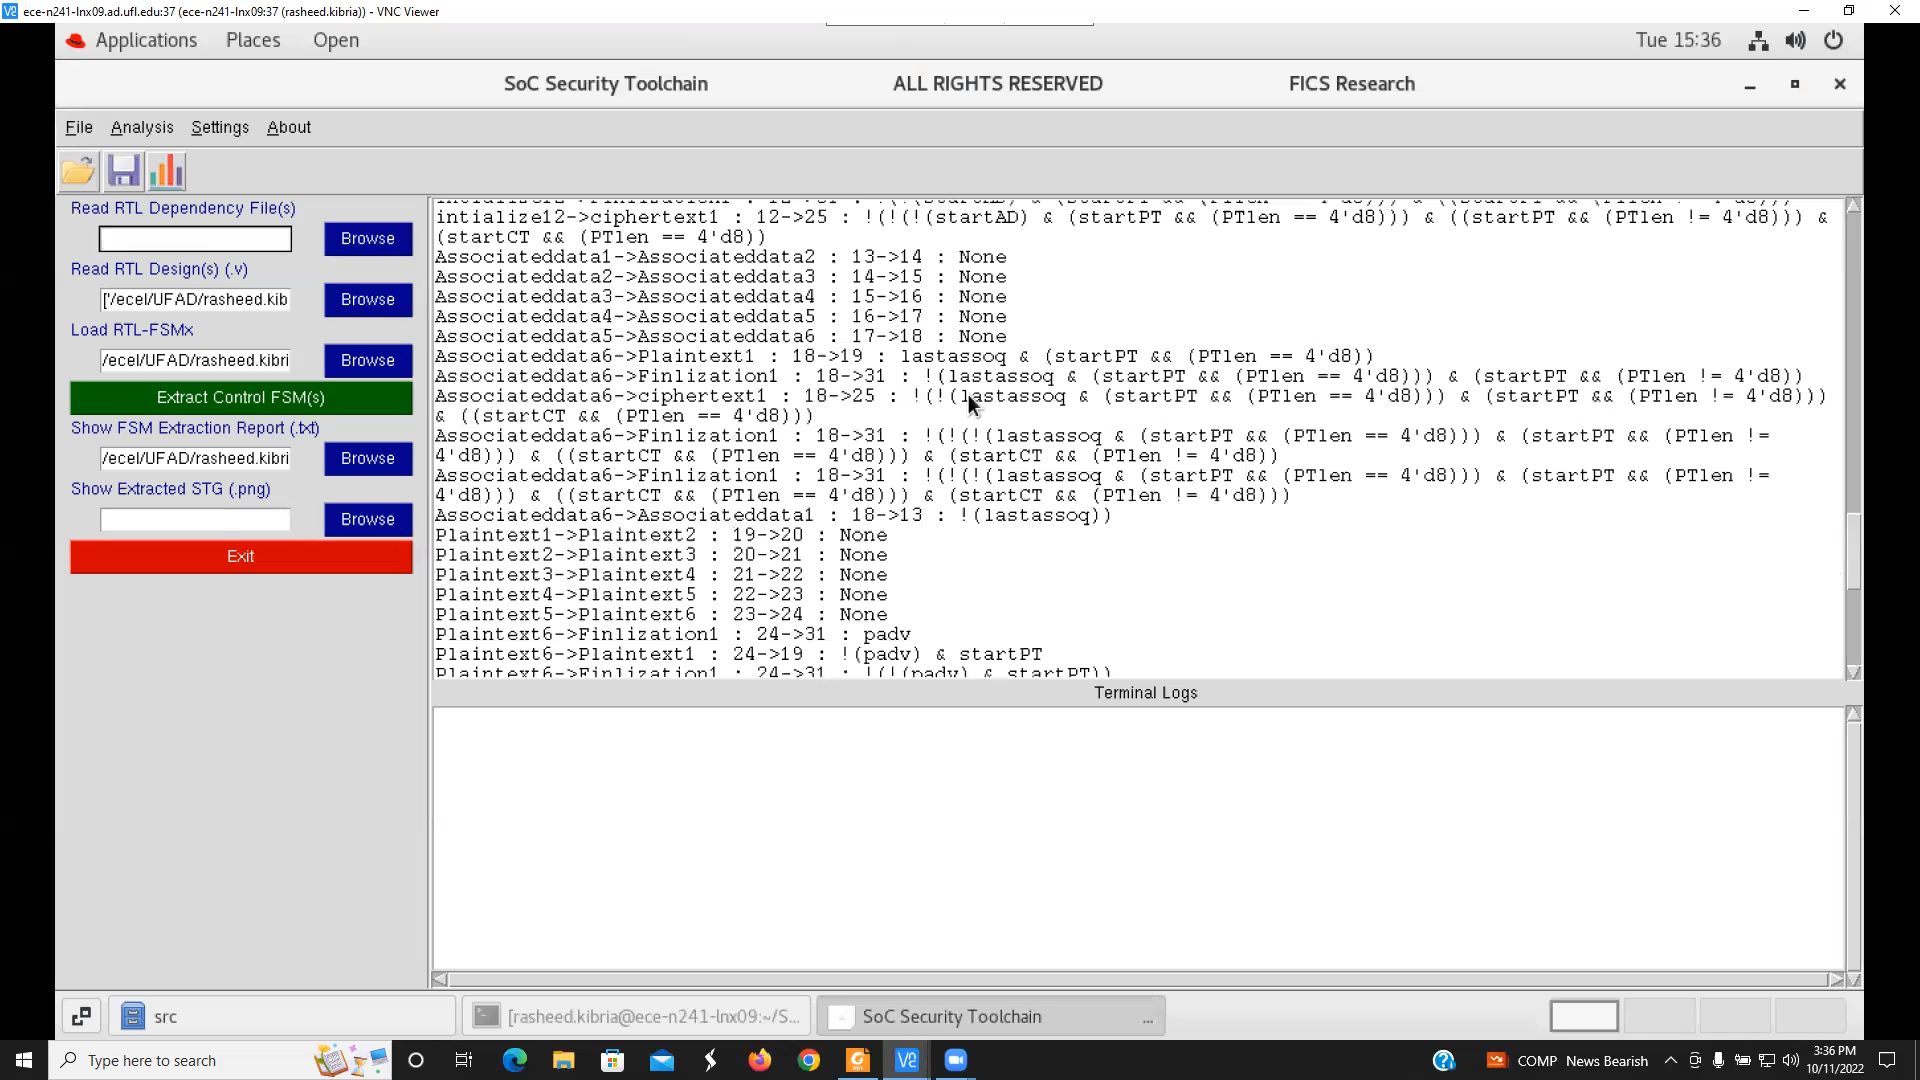 ece-n241-lnx09.ad.ufl.edu:37 (ece-n241-lnx09:37 (rasheed.kibria)) - VNC Viewer
Applications Places Open Tue 15:36
SoC Security Toolchain ALL RIGHTS RESERVED FICS Research
File Analysis Settings About
Read RTL Dependency File(s)
Browse
Read RTL Design(s) (.v)
['/ecel/UFAD/rasheed.kib Browse
Load RTL-FSMx
/ecel/UFAD/rasheed.kibri Browse
Extract Control FSM(s)
Show FSM Extraction Report (.txt)
/ecel/UFAD/rasheed.kibri Browse
Show Extracted STG (.png)
Browse
Exit
intialize12->ciphertext1 : 12->25 : !(!(!(startAD) & (startPT && (PTlen == 4'd8))) & ((startPT && (PTlen != 4'd8))) &
(startCT && (PTlen == 4'd8))
Associateddata1->Associateddata2 : 13->14 : None
Associateddata2->Associateddata3 : 14->15 : None
Associateddata3->Associateddata4 : 15->16 : None
Associateddata4->Associateddata5 : 16->17 : None
Associateddata5->Associateddata6 : 17->18 : None
Associateddata6->Plaintext1 : 18->19 : lastassoq & (startPT && (PTlen == 4'd8))
Associateddata6->Finlization1 : 18->31 : !(lastassoq & (startPT && (PTlen == 4'd8))) & (startPT && (PTlen != 4'd8))
Associateddata6->ciphertext1 : 18->25 : !(!(lastassoq & (startPT && (PTlen == 4'd8))) & (startPT && (PTlen != 4'd8)))
& ((startCT && (PTlen == 4'd8)))
Associateddata6->Finlization1 : 18->31 : !(!(!(lastassoq & (startPT && (PTlen == 4'd8))) & (startPT && (PTlen !=
4'd8))) & ((startCT && (PTlen == 4'd8))) & (startCT && (PTlen != 4'd8))
Associateddata6->Finlization1 : 18->31 : !(!(!(lastassoq & (startPT && (PTlen == 4'd8))) & (startPT && (PTlen !=
4'd8))) & ((startCT && (PTlen == 4'd8))) & (startCT && (PTlen != 4'd8)))
Associateddata6->Associateddata1 : 18->13 : !(lastassoq))
Plaintext1->Plaintext2 : 19->20 : None
Plaintext2->Plaintext3 : 20->21 : None
Plaintext3->Plaintext4 : 21->22 : None
Plaintext4->Plaintext5 : 22->23 : None
Plaintext5->Plaintext6 : 23->24 : None
Plaintext6->Finlization1 : 24->31 : padv
Plaintext6->Plaintext1 : 24->19 : !(padv) & startPT
Plaintext6->Finlization1 : 24->31 : !(!(padv) & startPT))
Terminal Logs
src [rasheed.kibria@ece-n241-lnx09:~/S... SoC Security Toolchain ...
Type here to search COMP News Bearish 3:36 PM
10/11/2022